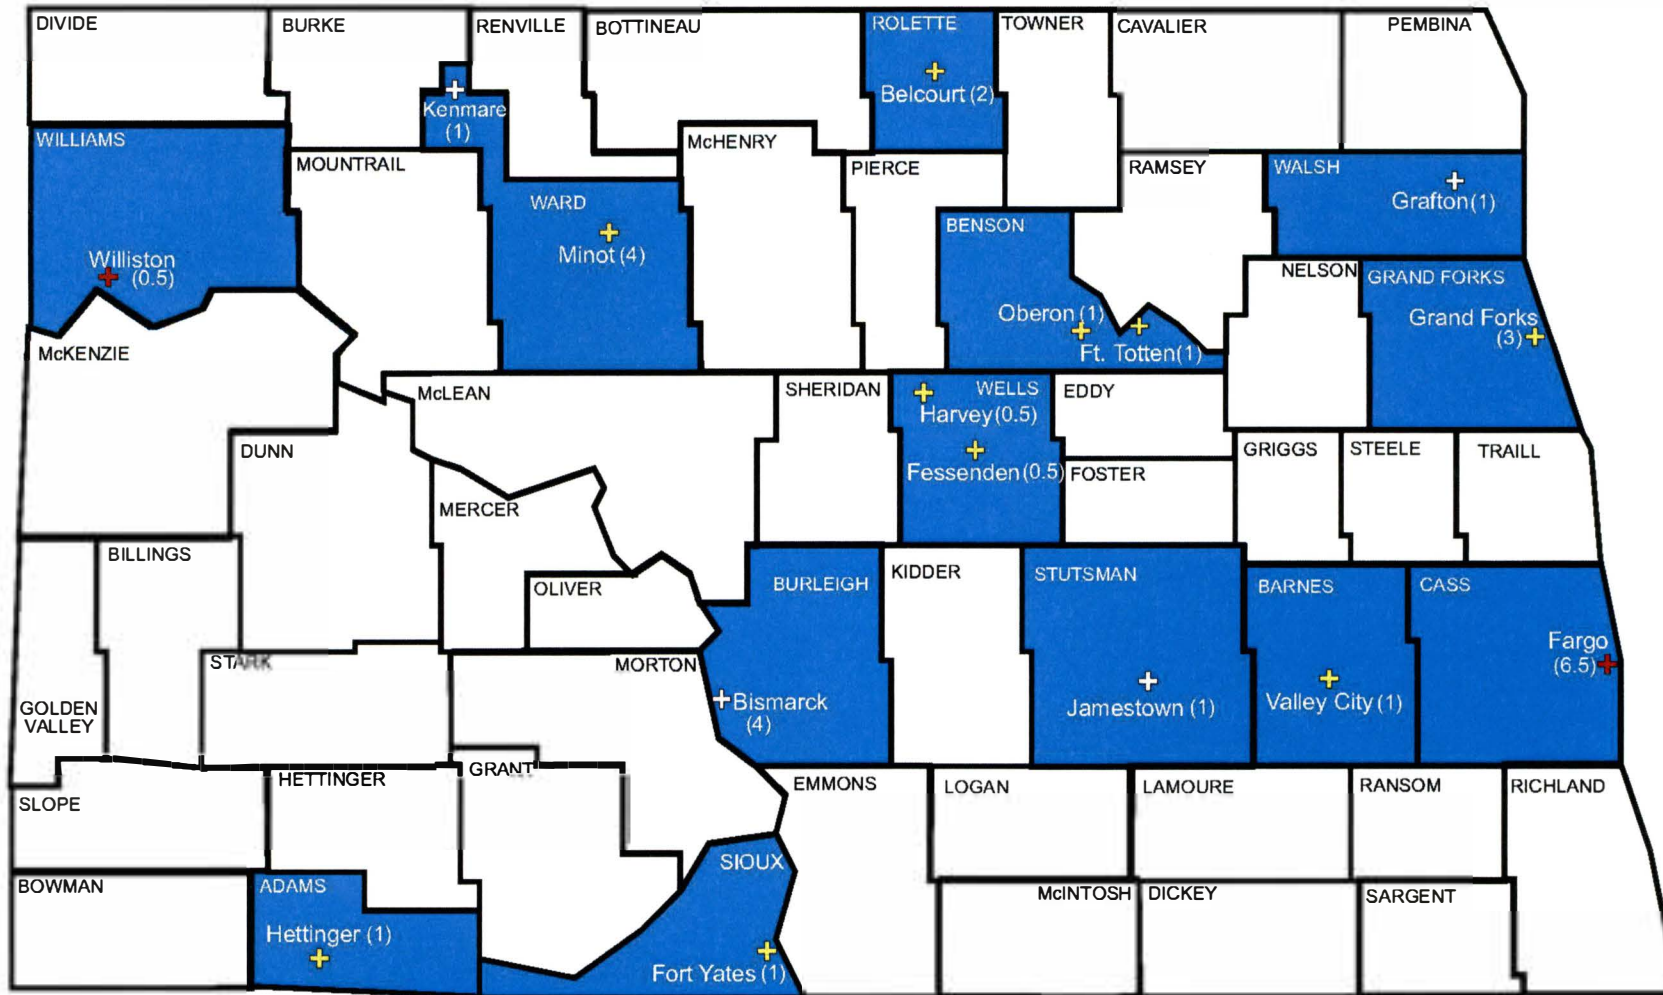 DIVIDE
BURKE
RENVILLE
BOTTINEAU
ROLETTE
TOWNER
CAVALIER
PEMBINA
Belcourt (2)
Kenmare
(1)
WILLIAMS
MOUNTRAIL
McHENRY
PIERCE
RAMSEY
WALSH
Grafton (1)
WARD
Minot (4)
BENSON
Williston
(0.5)
NELSON
GRAND FORKS
Oberon (1)
Ft. Totten (1)
Grand Forks
(3)
McKENZIE
McLEAN
SHERIDAN
WELLS
Harvey (0.5)
EDDY
Fessenden (0.5)
FOSTER
GRIGGS
STEELE
TRAILL
DUNN
MERCER
BILLINGS
OLIVER
BURLEIGH
KIDDER
STUTSMAN
BARNES
CASS
Fargo
(6.5)
STARK
MORTON
GOLDEN
VALLEY
Bismarck
(4)
Jamestown (1)
Valley City (1)
HETTINGER
GRANT
EMMONS
LOGAN
LAMOURE
RANSOM
RICHLAND
SLOPE
SIOUX
BOWMAN
ADAMS
McINTOSH
DICKEY
SARGENT
Hettinger (1)
Fort Yates (1)